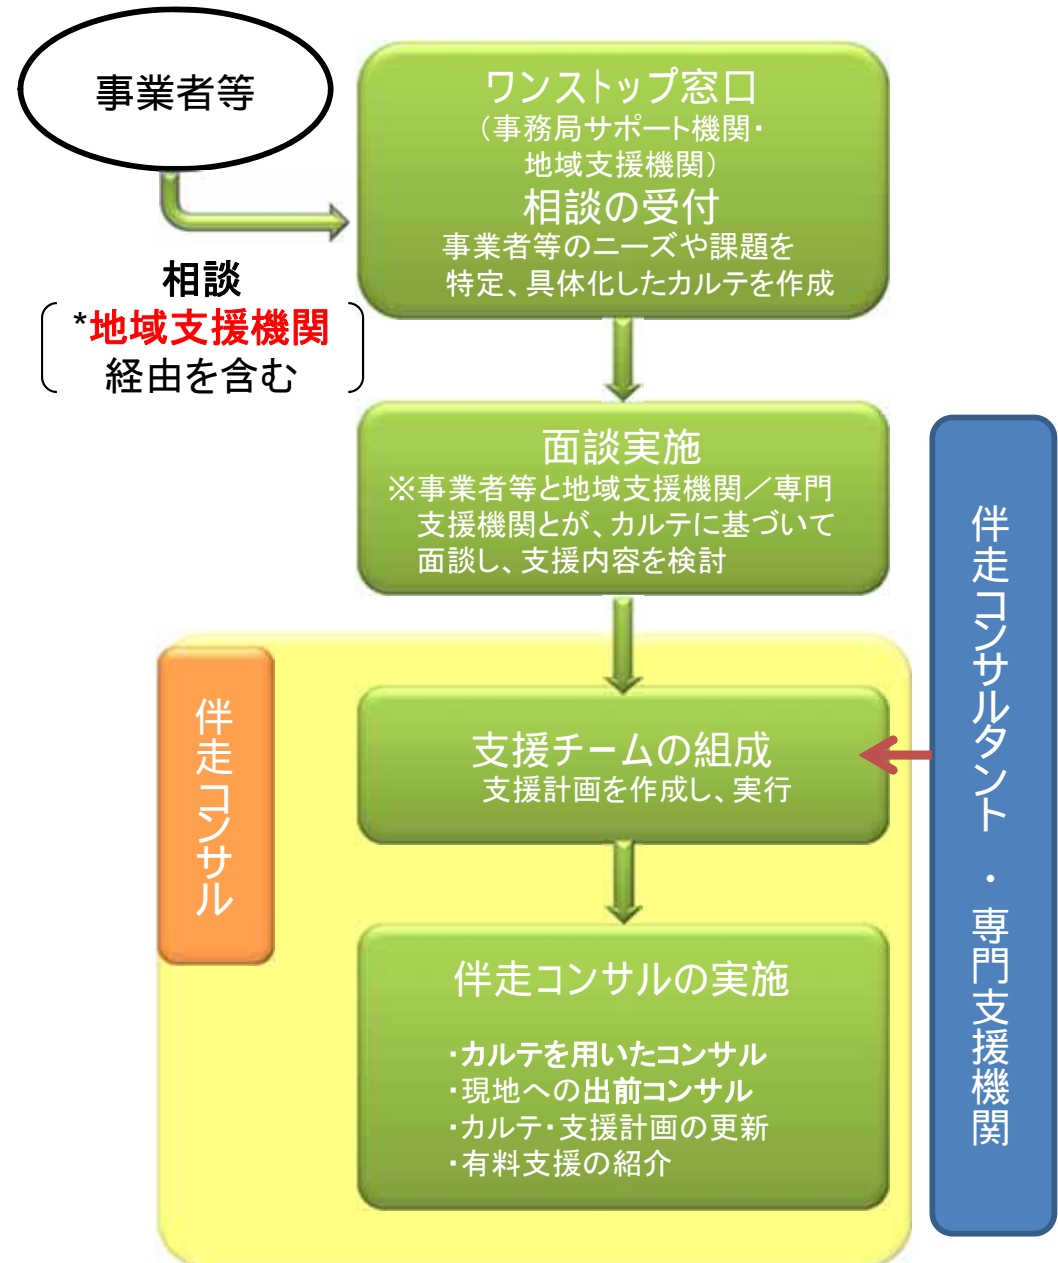 事業者等
ワンストップ窓口
（事務局サポート機関・
地域支援機関）
相談の受付
事業者等のニーズや課題を
特定、具体化したカルテを作成
相談
*地域支援機関
経由を含む
面談実施
※事業者等と地域支援機関／専門
支援機関とが、カルテに基づいて
面談し、支援内容を検討
伴走コンサル
支援チームの組成
支援計画を作成し、実行
伴走コンサルの実施
・カルテを用いたコンサル
・現地への出前コンサル
・カルテ・支援計画の更新
・有料支援の紹介
伴走コンサルタント ・専門支援機関